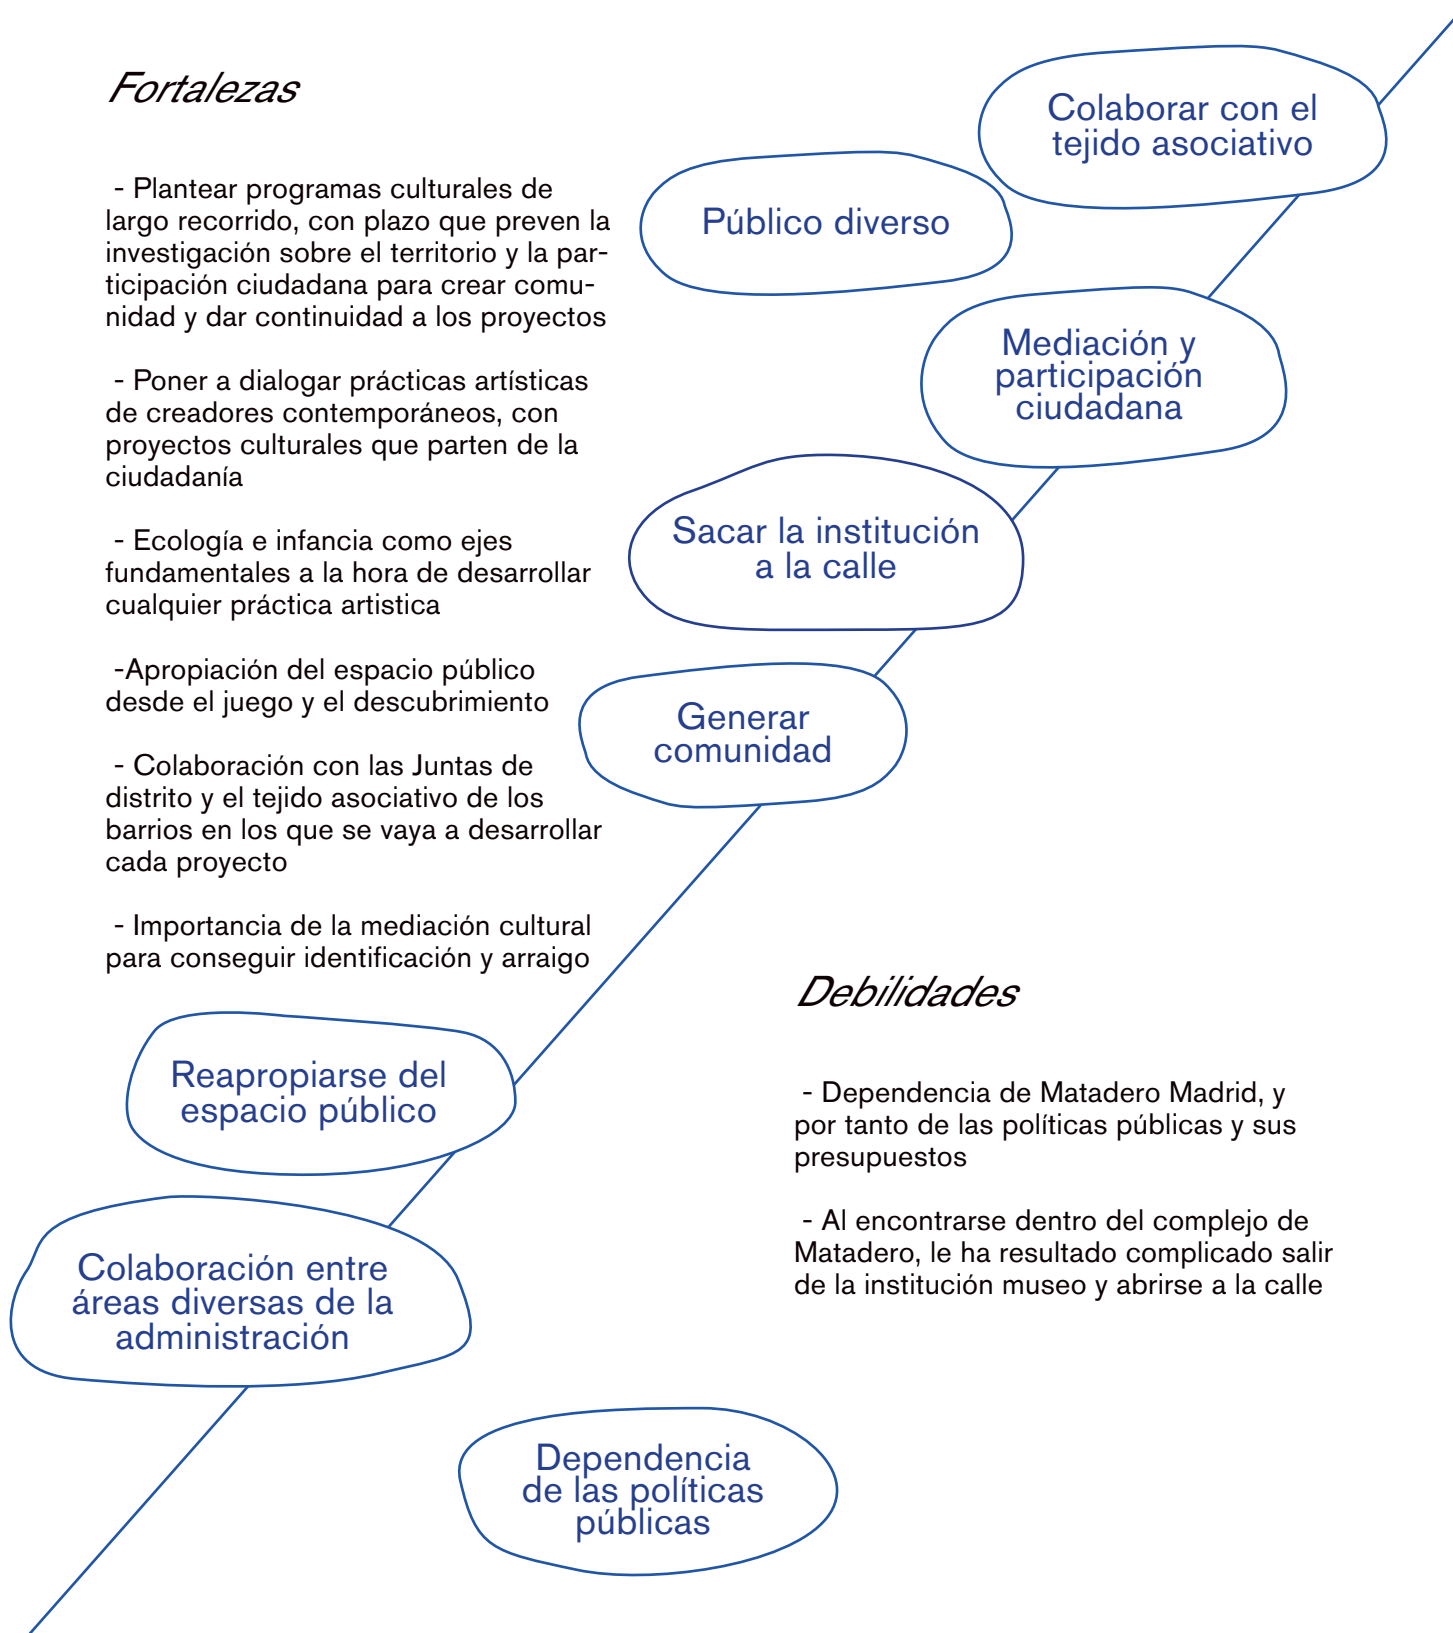 Fortalezas
- Plantear programas culturales de
largo recorrido, con plazo que preven la
investigación sobre el territorio y la par-
ticipación ciudadana para crear comu-
nidad y dar continuidad a los proyectos
- Poner a dialogar prácticas artísticas
de creadores contemporáneos, con
proyectos culturales que parten de la
ciudadanía
- Ecología e infancia como ejes
fundamentales a la hora de desarrollar
cualquier práctica artistica
-Apropiación del espacio público
desde el juego y el descubrimiento
- Colaboración con las Juntas de
distrito y el tejido asociativo de los
barrios en los que se vaya a desarrollar
cada proyecto
- Importancia de la mediación cultural
para conseguir identificación y arraigo
Colaborar con el
tejido asociativo
Público diverso
Mediación y
participación
ciudadana
Sacar la institución
a la calle
Generar
comunidad
Reapropiarse del
espacio público
Colaboración entre
áreas diversas de la
administración
Dependencia
de las políticas
públicas
Debilidades
- Dependencia de Matadero Madrid, y
por tanto de las políticas públicas y sus
presupuestos
- Al encontrarse dentro del complejo de
Matadero, le ha resultado complicado salir
de la institución museo y abrirse a la calle